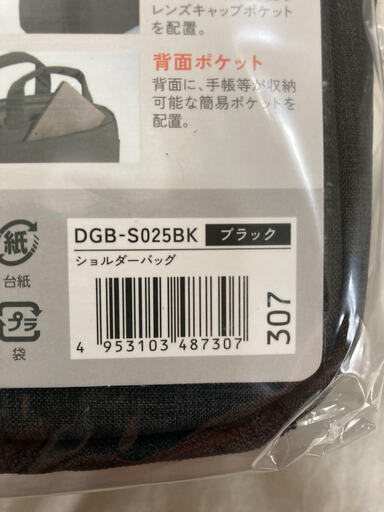 レンズキャップポケット
を配置。
背面ポケット
背面に、手帳等が収納
可能な簡易ポケットを
配置。
紙
台紙
プラ
袋
DGB-S025BK ブラック
ショルダーバッグ
4 953103 487307
307